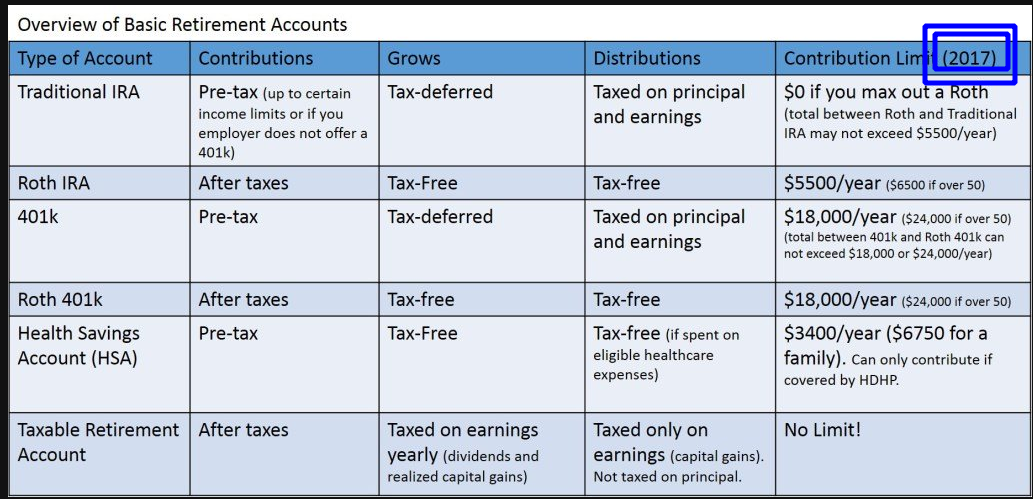 Overview of Basic Retirement Accounts
Type of Account
Contributions
Grows
Distributions
Contribution Limit (2017)
Traditional IRA
Pre-tax (up to certain
income limits or if you
employer does not offer a
401k)
Tax-deferred
Taxed on principal
and earnings
$0 if you max out a Roth
(total between Roth and Traditional
IRA may not exceed $5500/year)
Roth IRA
After taxes
Tax-Free
Tax-free
$5500/year ($6500 if over 50)
401k
Pre-tax
Tax-deferred
Taxed on principal
and earnings
$18,000/year ($24,000 if over 50)
(total between 401k and Roth 401k can
not exceed $18,000 or $24,000/year)
Roth 401k
After taxes
Tax-free
Tax-free
$18,000/year ($24,000 if over 50)
Health Savings
Account (HSA)
Pre-tax
Tax-Free
Tax-free (if spent on
eligible healthcare
expenses)
$3400/year ($6750 for a
family). Can only contribute if
covered by HDHP.
Taxable Retirement
Account
After taxes
Taxed on earnings
yearly (dividends and
realized capital gains)
Taxed only on
earnings (capital gains).
Not taxed on principal.
No Limit!